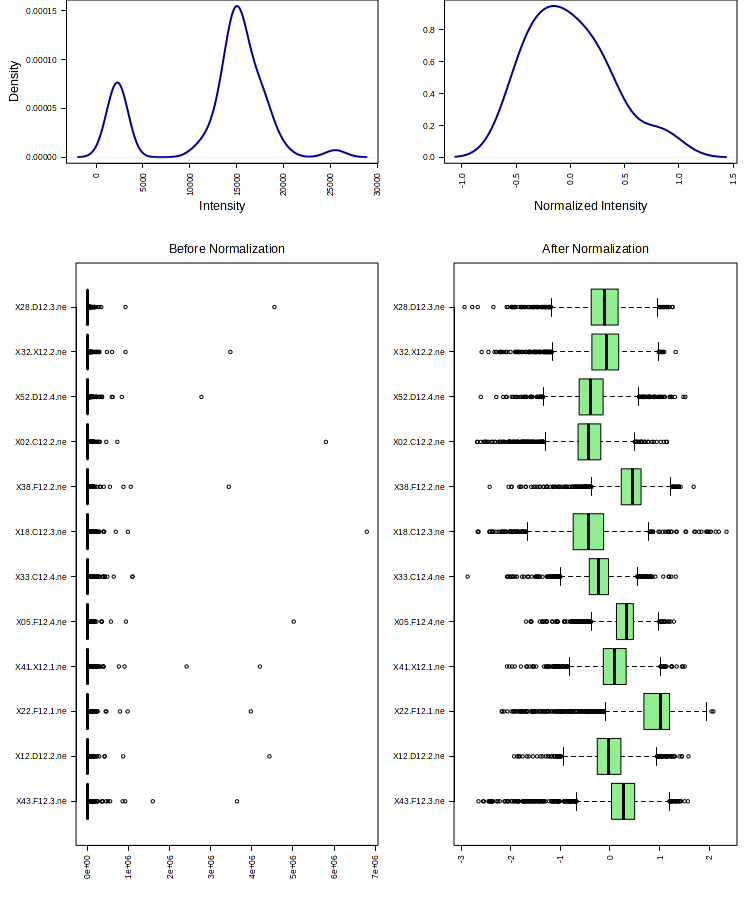 0.00015
0.00010
0.00005
0.00000
Density
0
5000
10000
15000
20000
25000
30000
Intensity
0.8
0.6
0.4
0.2
0.0
-1.0
-0.5
0.0
0.5
1.0
1.5
Normalized Intensity
Before Normalization
X28.D12.3.ne
X32.X12.2.ne
X52.D12.4.ne
X02.C12.2.ne
X38.F12.2.ne
X18.C12.3.ne
X33.C12.4.ne
X05.F12.4.ne
X41.X12.1.ne
X22.F12.1.ne
X12.D12.2.ne
X43.F12.3.ne
0e+00
1e+06
2e+06
3e+06
4e+06
5e+06
6e+06
7e+06
After Normalization
X28.D12.3.ne
X32.X12.2.ne
X52.D12.4.ne
X02.C12.2.ne
X38.F12.2.ne
X18.C12.3.ne
X33.C12.4.ne
X05.F12.4.ne
X41.X12.1.ne
X22.F12.1.ne
X12.D12.2.ne
X43.F12.3.ne
-3
-2
-1
0
1
2